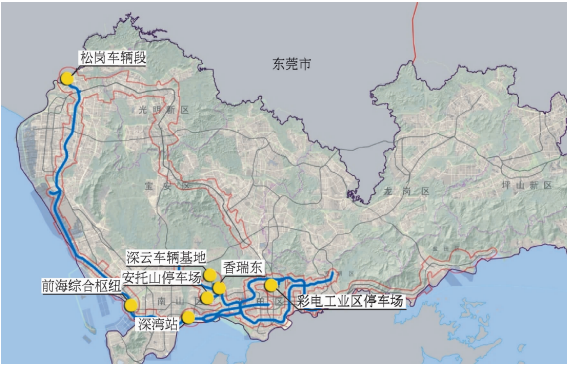 松岗车辆段
东莞市
光明新区
宝安区
龙岗区
坪山新区
深云车辆基地
安托山停车场
香瑞东
前海综合枢纽
彩电工业区停车场
南山
深湾站